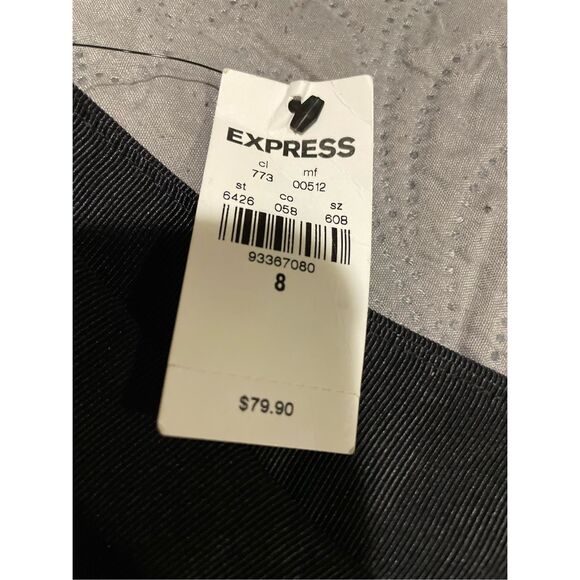 EXPRESS
cl mf
773 00512
st co sz
6426 058 608
93367080
8
$79.90